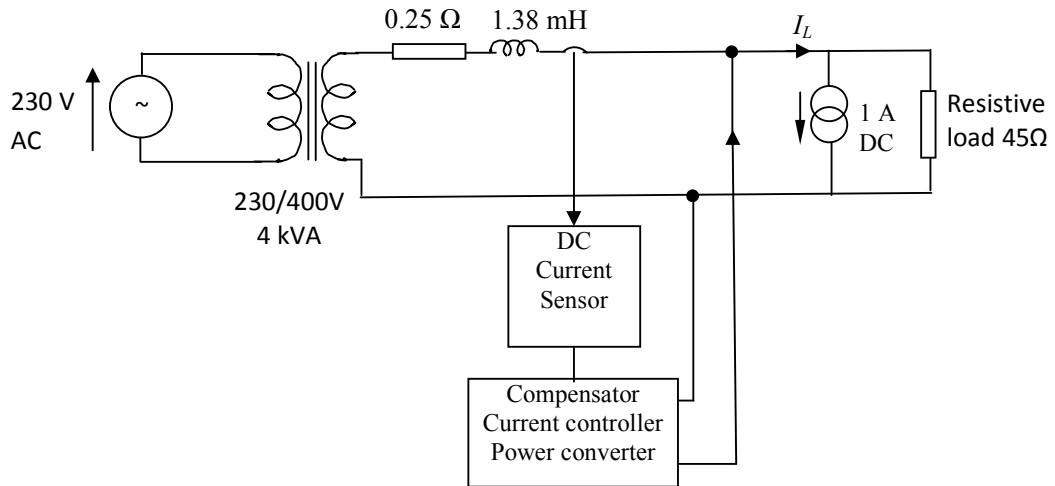 0.25 Ω
1.38 mH
I_L
230 V
AC
~
1 A
DC
Resistive
load 45Ω
230/400V
4 kVA
DC
Current
Sensor
Compensator
Current controller
Power converter